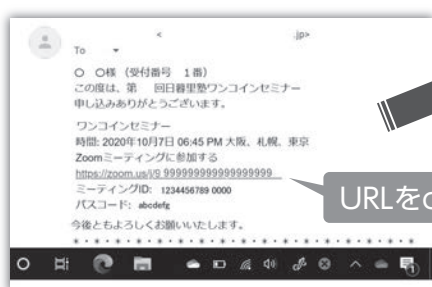 < .jp>
To
○ ○様(受付番号 1番)
この度は、第 回日暮里塾ワンコインセミナー
申し込みありがとうございます。
ワンコインセミナー
時間: 2020年10月7日 06:45 PM 大阪、札幌、東京
Zoomミーティングに参加する
https://zoom.us/j/9 999999999999999999
ミーティングID: 1234456789 0000
パスコード: abcdefg
URLをc
今後ともよろしくお願いいたします。